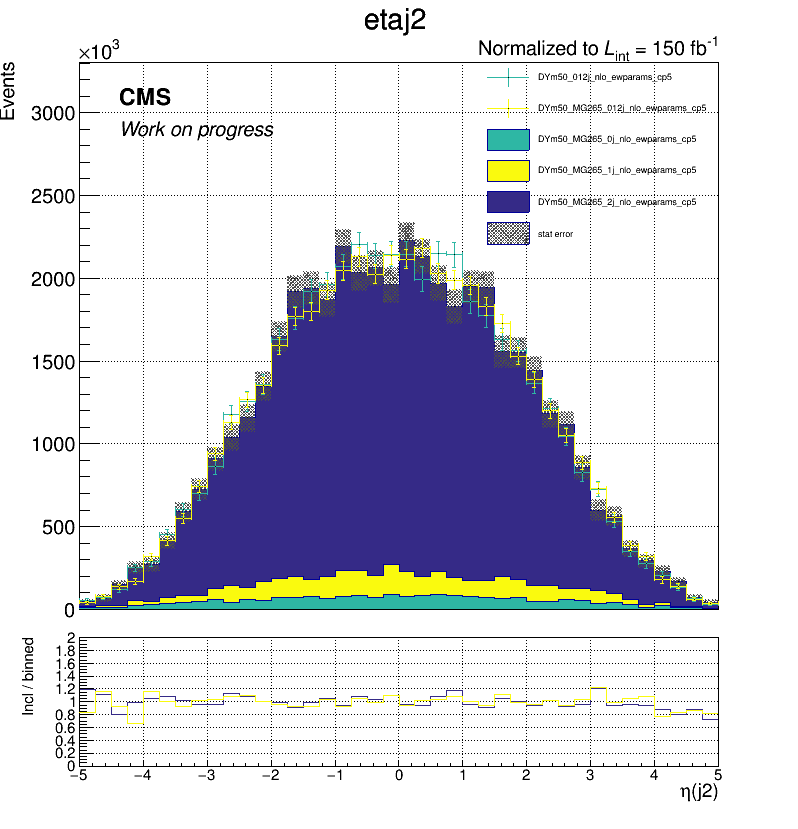 etaj2
×10³
Normalized to L_int = 150 fb⁻¹
Events
CMS
Work on progress
DYm50_012j_nlo_ewparams_cp5
DYm50_MG265_012j_nlo_ewparams_cp5
DYm50_MG265_0j_nlo_ewparams_cp5
DYm50_MG265_1j_nlo_ewparams_cp5
DYm50_MG265_2j_nlo_ewparams_cp5
stat error
3000
2500
2000
1500
1000
500
0
Incl / binned
2
1.8
1.6
1.4
1.2
1
0.8
0.6
0.4
0.2
0
−5 −4 −3 −2 −1 0 1 2 3 4 5
η(j2)